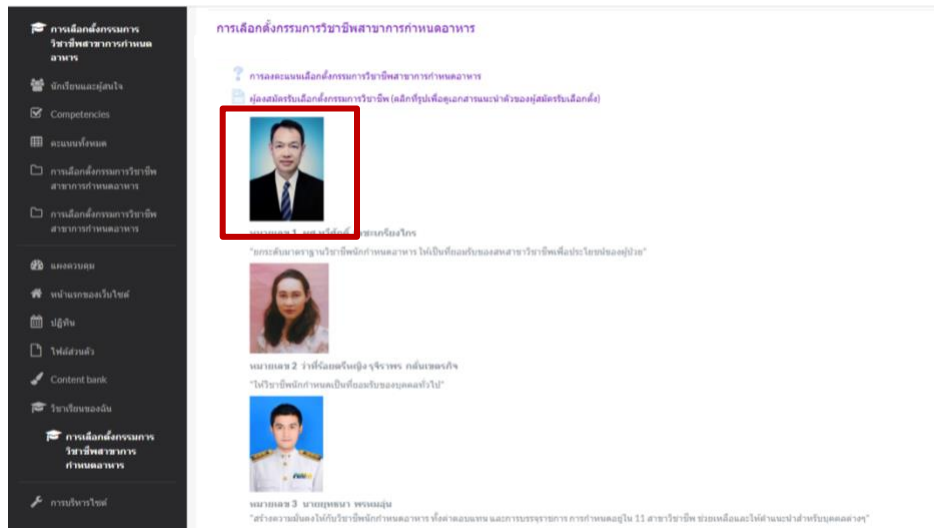 การเลือกตั้งกรรมการ
วิชาชีพสาขาการกำหนด
อาหาร
นักเรียนและผู้สนใจ
Competencies
คะแนนทั้งหมด
การเลือกตั้งกรรมการวิชาชีพ
สาขาการกำหนดอาหาร
การเลือกตั้งกรรมการวิชาชีพ
สาขาการกำหนดอาหาร
แผงควบคุม
หน้าแรกของเว็บไซต์
ปฏิทิน
ไฟล์ส่วนตัว
Content bank
วิชาเรียนของฉัน
การเลือกตั้งกรรมการ
วิชาชีพสาขาการ
กำหนดอาหาร
การบริหารไซต์
การเลือกตั้งกรรมการวิชาชีพสาขาการกำหนดอาหาร
การลงคะแนนเลือกตั้งกรรมการวิชาชีพสาขาการกำหนดอาหาร
ผู้ลงสมัครรับเลือกตั้งกรรมการวิชาชีพ (คลิกที่รูปเพื่อดูเอกสารแนะนำตัวของผู้สมัครรับเลือกตั้ง)
หมายเลข 1
"ยกระดับมาตราฐานวิชาชีพนักกำหนดอาหาร ให้เป็นที่ยอมรับของสหสาขาวิชาชีพเพื่อประโยชน์ของผู้ป่วย"
หมายเลข 2 ว่าที่ร้อยตรีหญิง รุจิราพร กลั่นเขตรกิจ
"ให้วิชาชีพนักกำหนดเป็นที่ยอมรับของบุคคลทั่วไป"
หมายเลข 3 นายยุทธนา พรหมอุ่น
"สร้างความมั่นคงให้กับวิชาชีพนักกำหนดอาหาร ทั้งค่าตอบแทน และการบรรจุราชการ การกำหนดอยู่ใน 11 สาขาวิชาชีพ ช่วยเหลือและให้คำแนะนำสำหรับบุคคลต่างๆ"